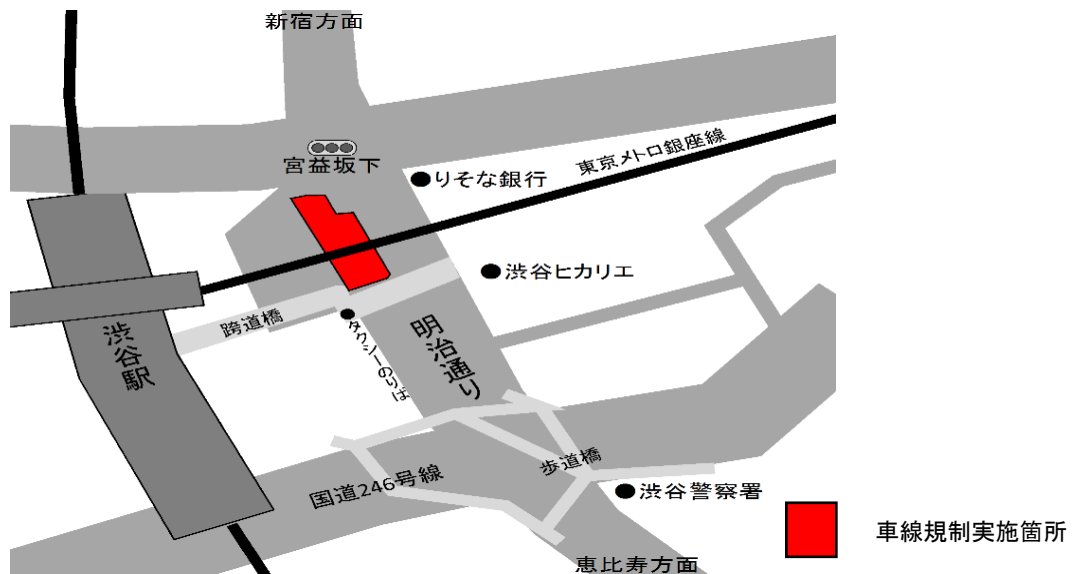 新宿方面
宮益坂下
りそな銀行
東京メトロ銀座線
渋谷ヒカリエ
跨道橋
タクシーのりば
明治通り
渋谷駅
歩道橋
国道246号線
渋谷警察署
恵比寿方面
車線規制実施箇所